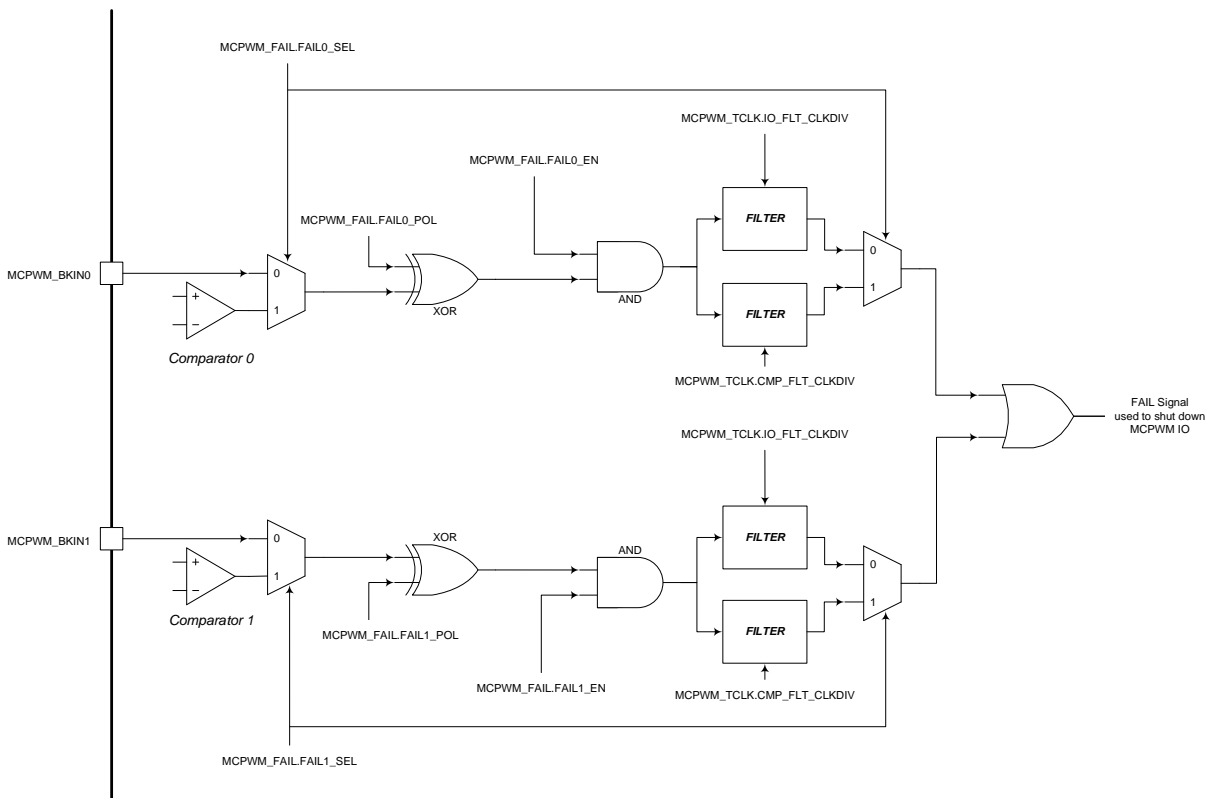 MCPWM_FAIL.FAIL0_SEL
MCPWM_TCLK.IO_FLT_CLKDIV
MCPWM_FAIL.FAIL0_EN
MCPWM_FAIL.FAIL0_POL
FILTER
MCPWM_BKIN0
0
1
+
−
Comparator 0
XOR
AND
0
1
FILTER
MCPWM_TCLK.CMP_FLT_CLKDIV
FAIL Signal
used to shut down
MCPWM IO
MCPWM_TCLK.IO_FLT_CLKDIV
MCPWM_BKIN1
0
1
+
−
Comparator 1
XOR
AND
FILTER
0
1
FILTER
MCPWM_FAIL.FAIL1_POL
MCPWM_FAIL.FAIL1_EN
MCPWM_TCLK.CMP_FLT_CLKDIV
MCPWM_FAIL.FAIL1_SEL